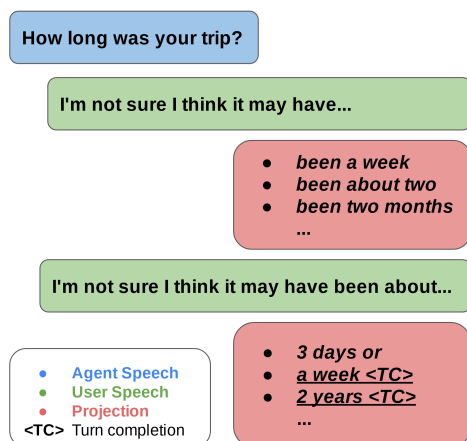 How long was your trip?
I'm not sure I think it may have...
● been a week
● been about two
● been two months
...
I'm not sure I think it may have been about...
● 3 days or
● a week <TC>
● 2 years <TC>
...
● Agent Speech
● User Speech
● Projection
<TC> Turn completion